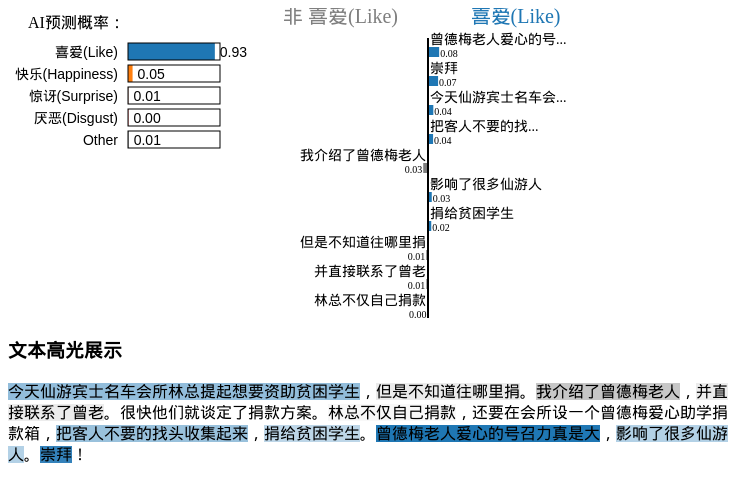 AI预测概率：
喜爱(Like) 0.93
快乐(Happiness) 0.05
惊讶(Surprise) 0.01
厌恶(Disgust) 0.00
Other 0.01
非 喜爱(Like) 喜爱(Like)
曾德梅老人爱心的号...
0.08
崇拜
0.07
今天仙游宾士名车会...
0.04
把客人不要的找...
0.04
我介绍了曾德梅老人
0.03
影响了很多仙游人
0.03
捐给贫困学生
0.02
但是不知道往哪里捐
0.01
并直接联系了曾老
0.01
林总不仅自己捐款
0.00
文本高光展示
今天仙游宾士名车会所林总提起想要资助贫困学生，但是不知道往哪里捐。我介绍了曾德梅老人，并直
接联系了曾老。很快他们就谈定了捐款方案。林总不仅自己捐款，还要在会所设一个曾德梅爱心助学捐
款箱，把客人不要的找头收集起来，捐给贫困学生。曾德梅老人爱心的号召力真是大，影响了很多仙游
人。崇拜！